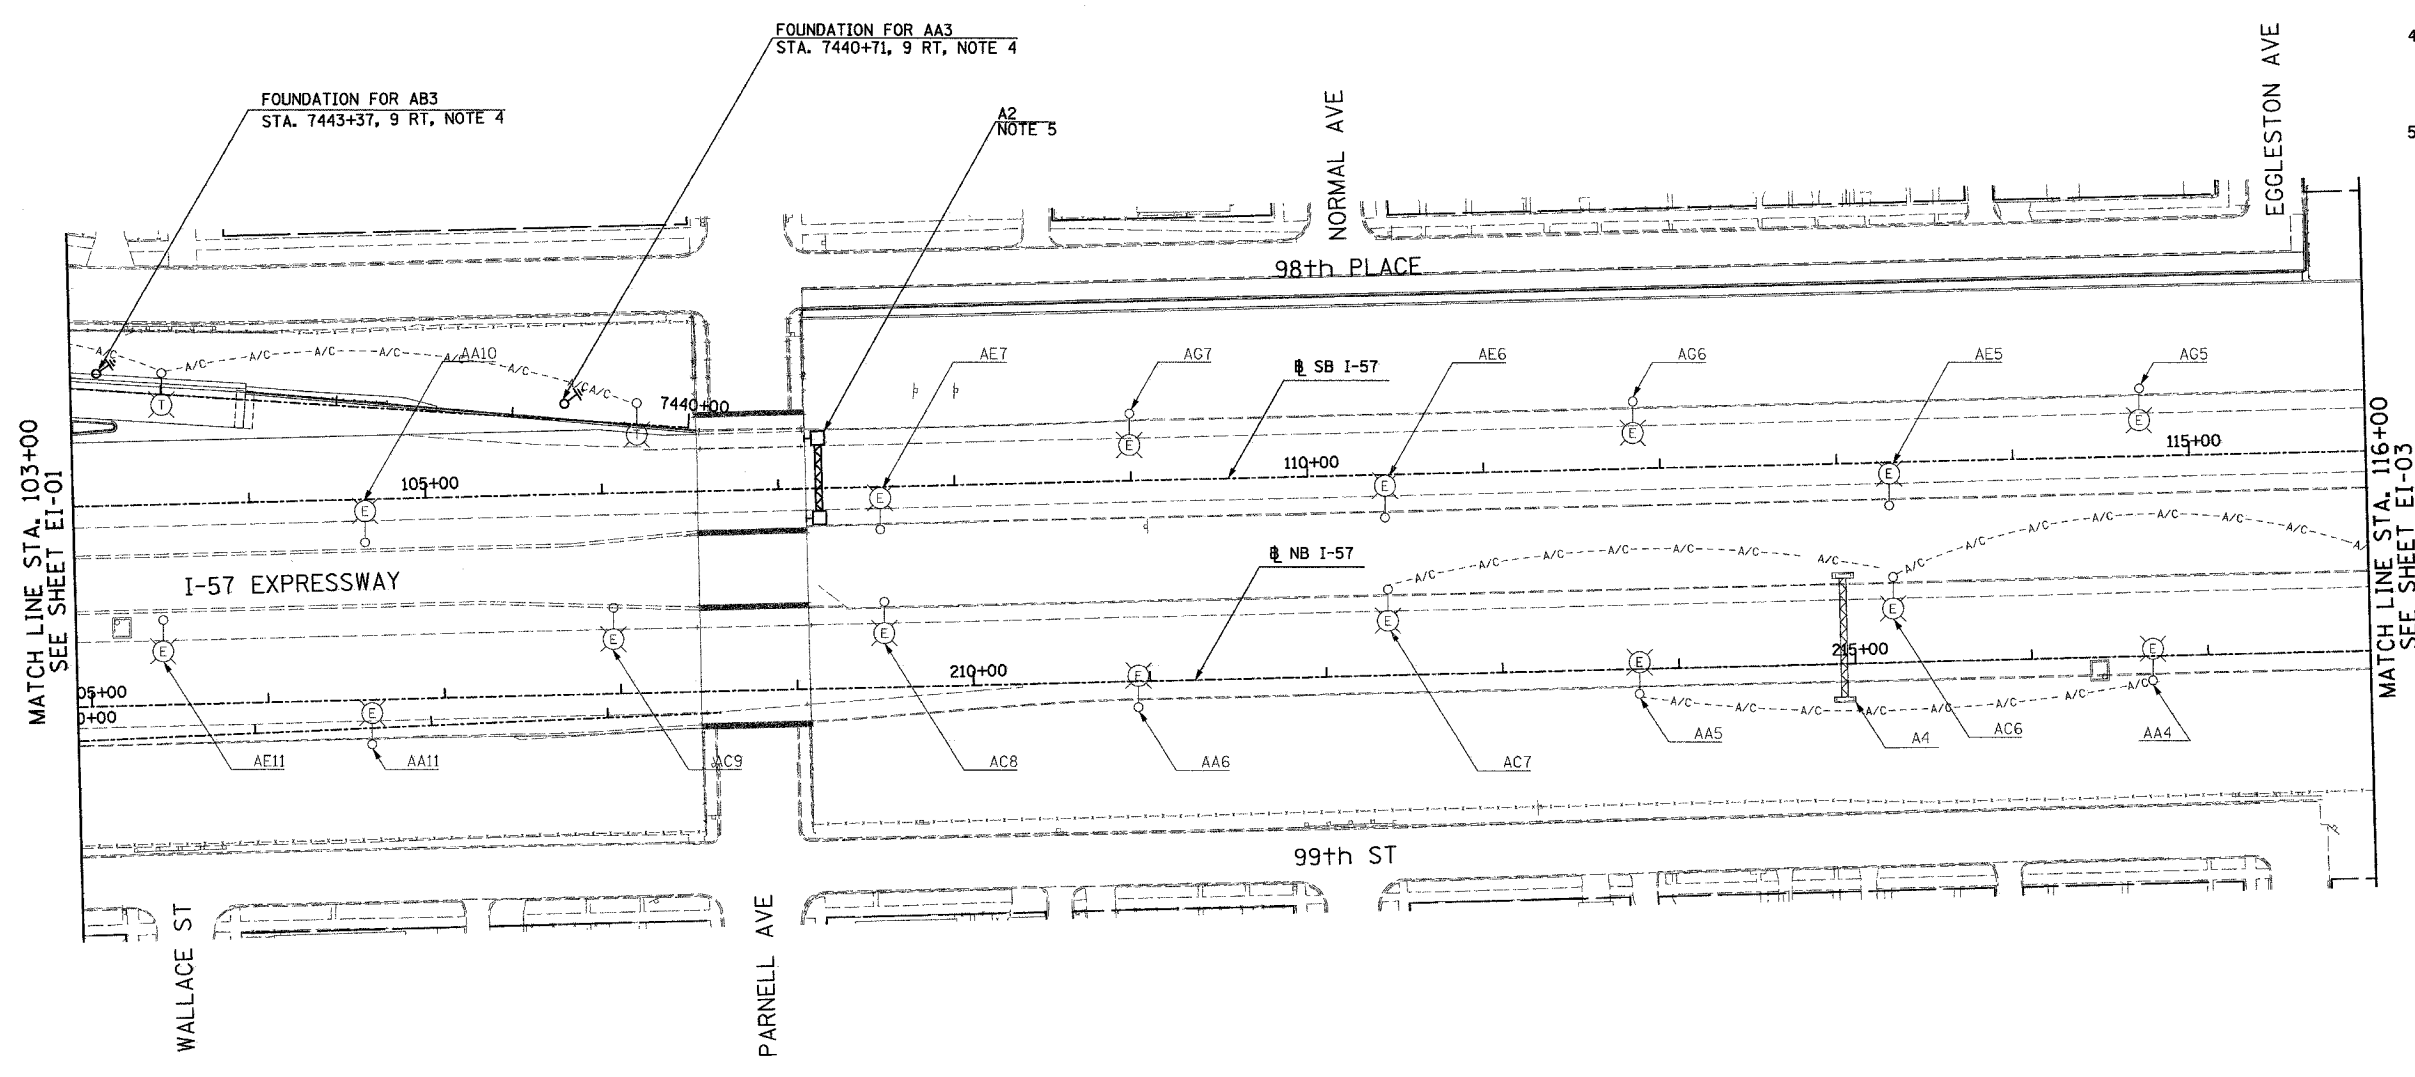 FOUNDATION FOR AA3
STA. 7440+71, 9 RT, NOTE 4
FOUNDATION FOR AB3
STA. 7443+37, 9 RT, NOTE 4
A2
NOTE 5
NORMAL AVE
EGGLESTON AVE
4
5
98th PLACE
A/C
A/C
A/C
A/C
A/C
A/C
A/C
A/C
A/C
A/C
AA10
AE7
AG7
℄ SB I-57
AE6
AG6
AE5
AG5
T
T
7440+00
E
E
E
115+00
110+00
105+00
E
E
E
E
MATCH LINE STA. 103+00
SEE SHEET EI-01
MATCH LINE STA. 116+00
SEE SHEET EI-03
A/C
A/C
A/C
A/C
A/C
A/C
A/C
A/C
A/C
A/C
A/C
A/C
℄ NB I-57
I-57 EXPRESSWAY
E
E
E
E
E
E
E
E
E
E
215+00
210+00
05+00
0+00
A/C
A/C
A/C
A/C
A/C
A/C
A/C
A/C
AE11
AA11
AC9
AC8
AA6
AC7
AA5
A4
AC6
AA4
99th ST
WALLACE ST
PARNELL AVE